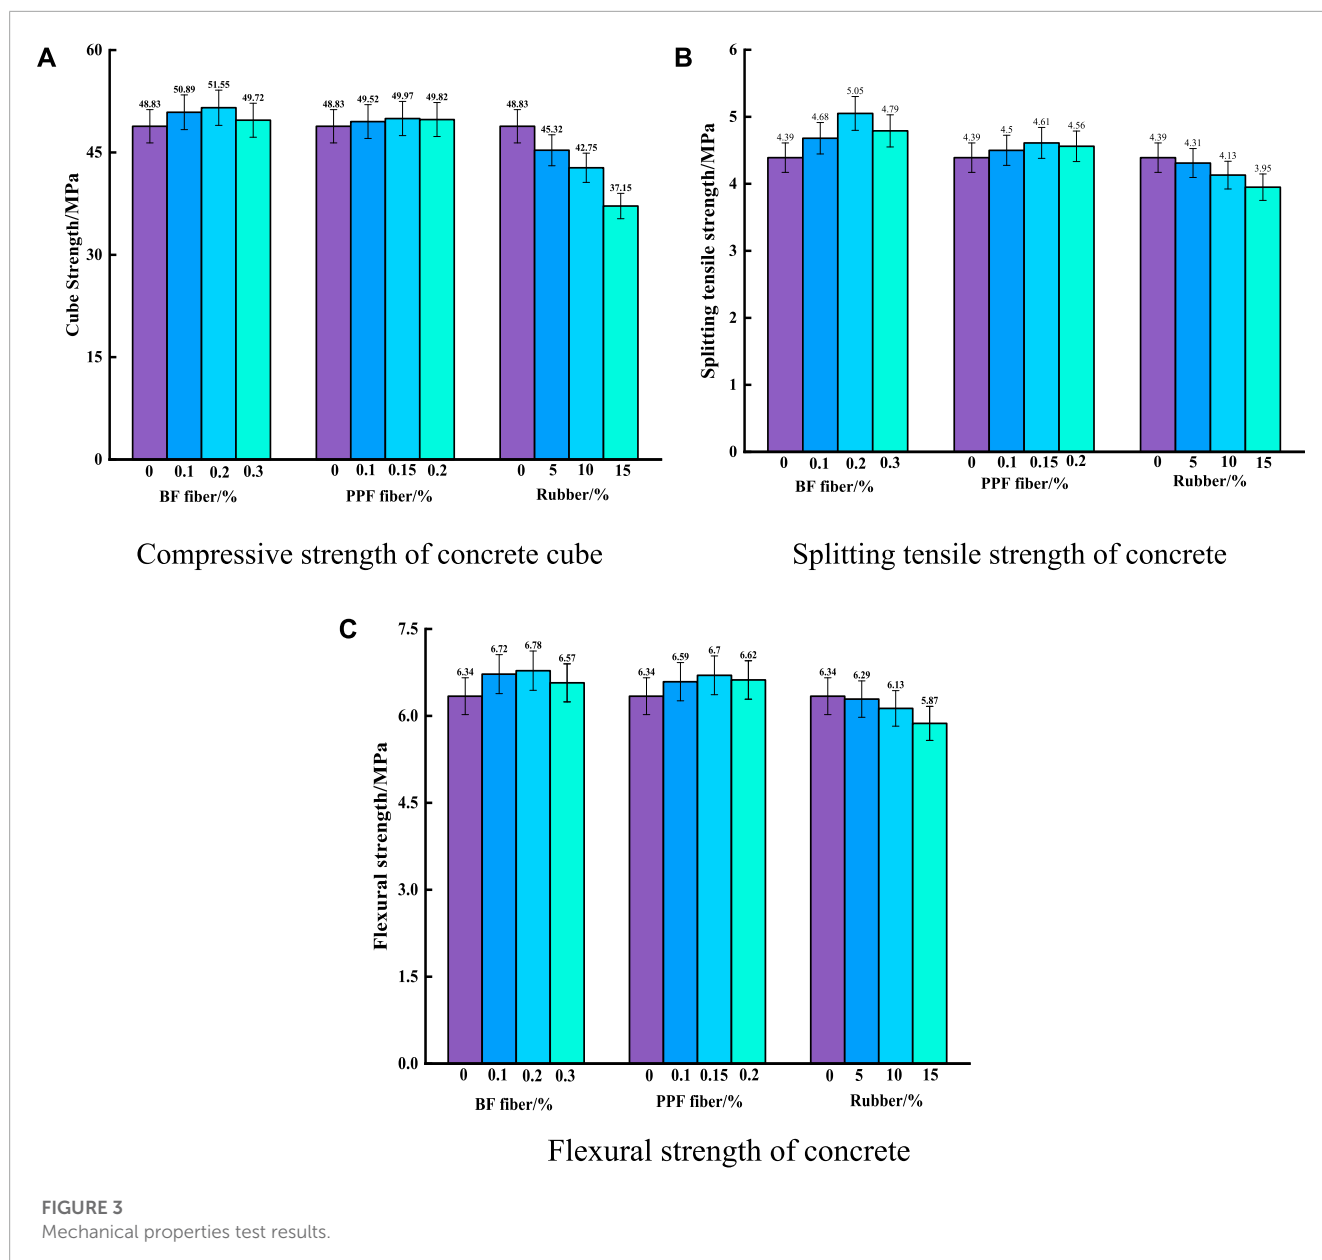 A
60
45
30
15
0
Cube Strength/MPa
48.83 50.89 51.55 49.72
48.83 49.52 49.97 49.82
48.83 45.32 42.75 37.15
0 0.1 0.2 0.3
0 0.1 0.15 0.2
0 5 10 15
BF fiber/%
PPF fiber/%
Rubber/%
Compressive strength of concrete cube
B
6
5
4
3
2
1
0
Splitting tensile strength/MPa
4.39 4.68 5.05 4.79
4.39 4.5 4.61 4.56
4.39 4.31 4.13 3.95
0 0.1 0.2 0.3
0 0.1 0.15 0.2
0 5 10 15
BF fiber/%
PPF fiber/%
Rubber/%
Splitting tensile strength of concrete
C
7.5
6.0
4.5
3.0
1.5
0.0
Flexural strength/MPa
6.34 6.72 6.78 6.57
6.34 6.59 6.7 6.62
6.34 6.29 6.13 5.87
0 0.1 0.2 0.3
0 0.1 0.15 0.2
0 5 10 15
BF fiber/%
PPF fiber/%
Rubber/%
Flexural strength of concrete
FIGURE 3
Mechanical properties test results.